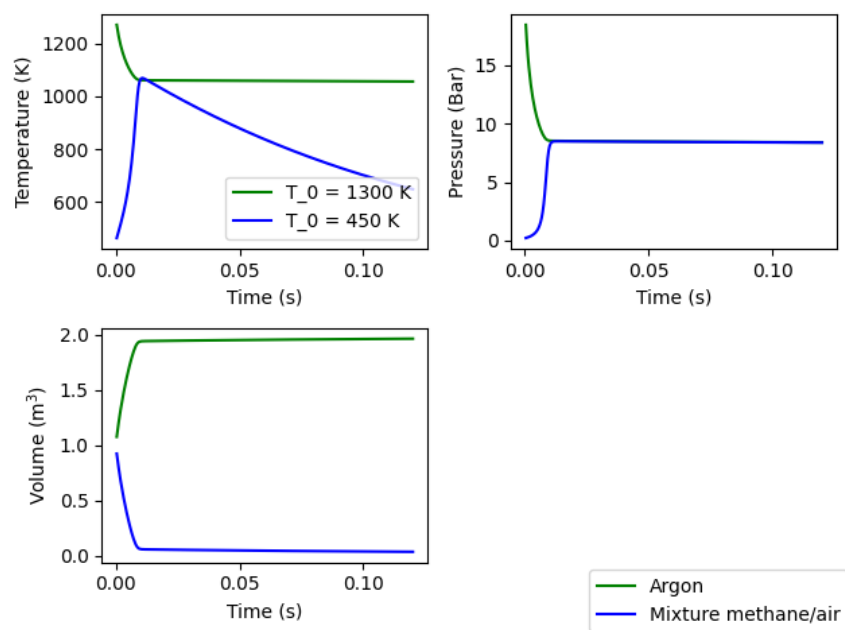 Temperature (K)
1200
1000
800
600
T_0 = 1300 K
T_0 = 450 K
0.00
0.05
0.10
Time (s)
Pressure (Bar)
15
10
5
0
0.00
0.05
0.10
Time (s)
Volume (m³)
2.0
1.5
1.0
0.5
0.0
0.00
0.05
0.10
Time (s)
Argon
Mixture methane/air